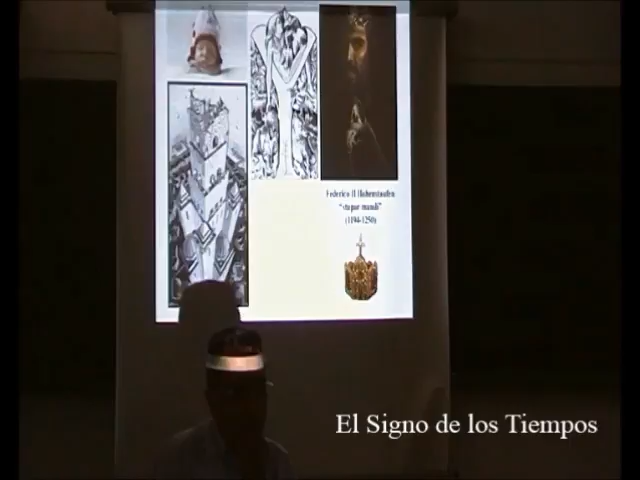 Federico II Hohenstaufen
"stupor mundi"
(1194-1250)
El Signo de los Tiempos